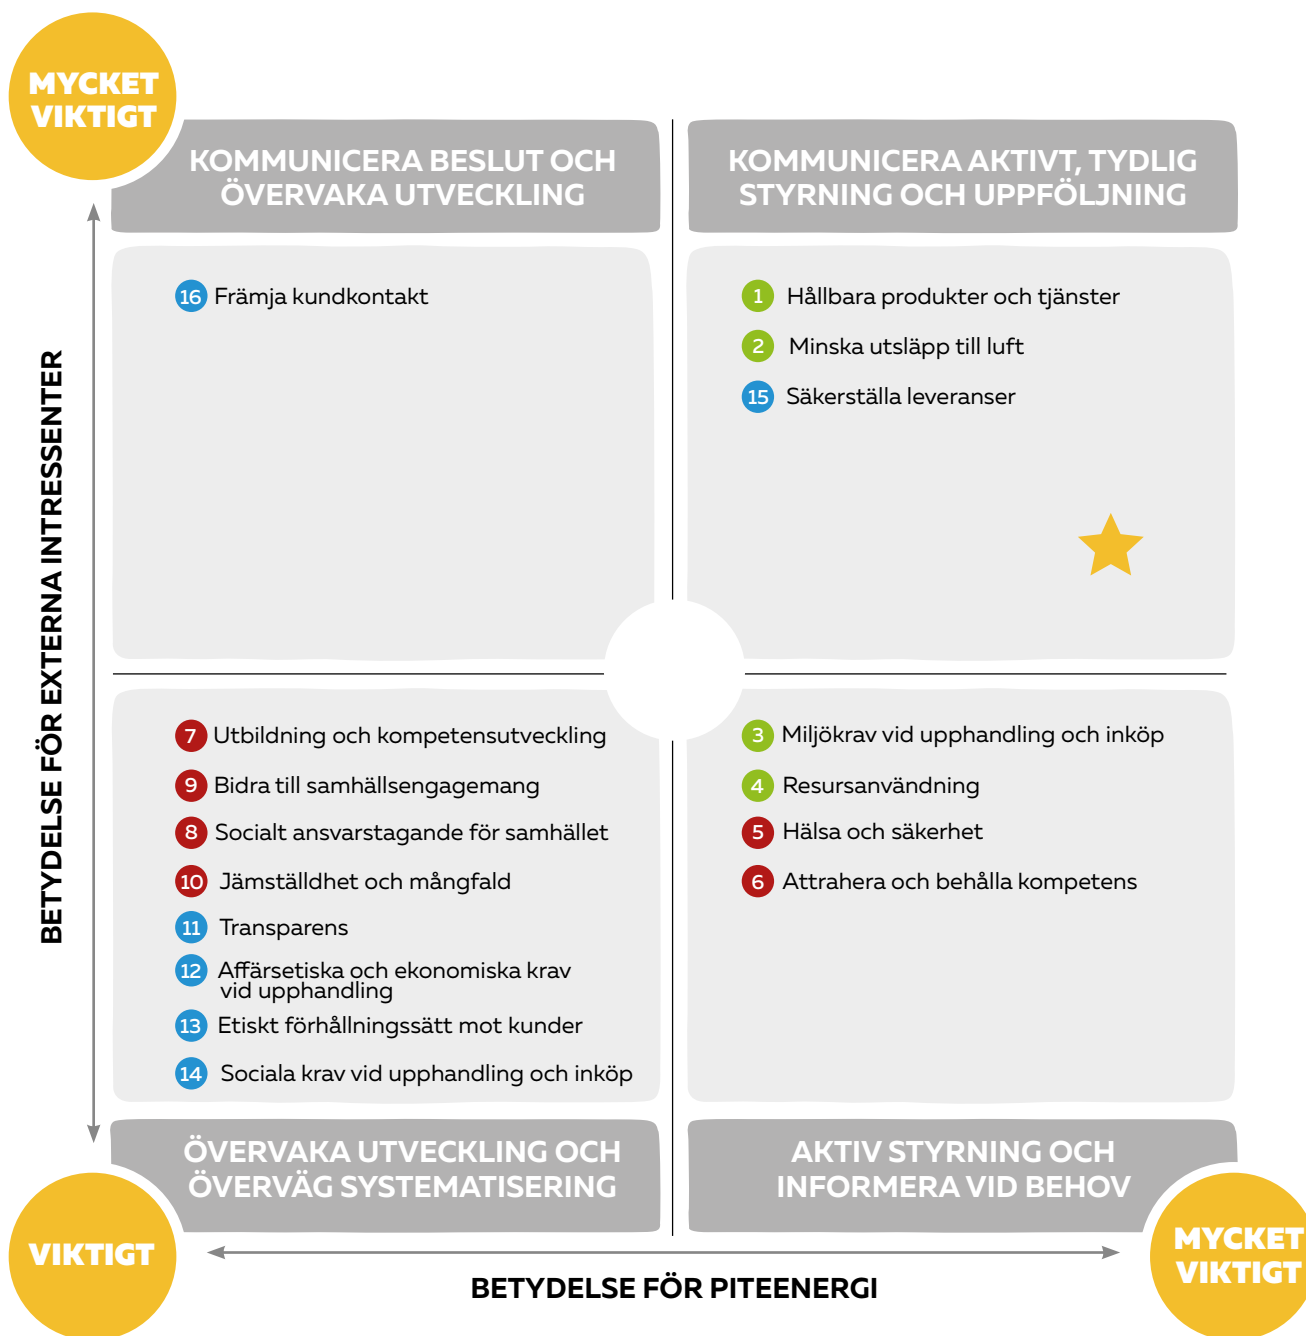 MYCKET
VIKTIGT
KOMMUNICERA BESLUT OCH
ÖVERVAKA UTVECKLING
KOMMUNICERA AKTIVT, TYDLIG
STYRNING OCH UPPFÖLJNING
BETYDELSE FÖR EXTERNA INTRESSENTER
16 Främja kundkontakt
1 Hållbara produkter och tjänster
2 Minska utsläpp till luft
15 Säkerställa leveranser
7 Utbildning och kompetensutveckling
9 Bidra till samhällsengagemang
8 Socialt ansvarstagande för samhället
10 Jämställdhet och mångfald
11 Transparens
12 Affärsetiska och ekonomiska krav
vid upphandling
13 Etiskt förhållningssätt mot kunder
14 Sociala krav vid upphandling och inköp
3 Miljökrav vid upphandling och inköp
4 Resursanvändning
5 Hälsa och säkerhet
6 Attrahera och behålla kompetens
ÖVERVAKA UTVECKLING OCH
ÖVERVÄG SYSTEMATISERING
AKTIV STYRNING OCH
INFORMERA VID BEHOV
VIKTIGT
MYCKET
VIKTIGT
BETYDELSE FÖR PITEENERGI